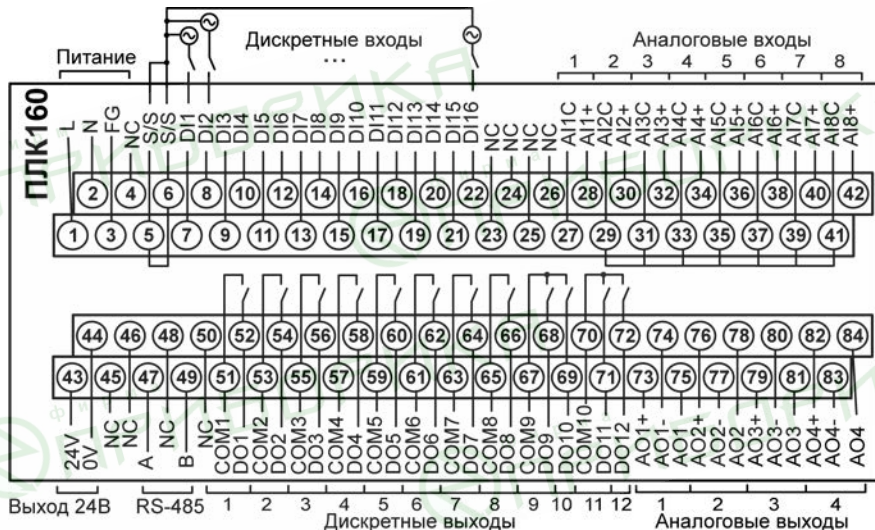 Питание
Дискретные входы
...
Аналоговые входы
1 2 3 4 5 6 7 8
ПЛК160
L N FG NC S/S S/S DI1 DI2 DI3 DI4 DI5 DI6 DI7 DI8 DI9 DI10 DI11 DI12 DI13 DI14 DI15 DI16 NC NC NC NC AI1C AI1+ AI2C AI2+ AI3C AI3+ AI4C AI4+ AI5C AI5+ AI6C AI6+ AI7C AI7+ AI8C AI8+
2 4 6 8 10 12 14 16 18 20 22 24 26 28 30 32 34 36 38 40 42
1 3 5 7 9 11 13 15 17 19 21 23 25 27 29 31 33 35 37 39 41
44 46 48 50 52 54 56 58 60 62 64 66 68 70 72 74 76 78 80 82 84
43 45 47 49 51 53 55 57 59 61 63 65 67 69 71 73 75 77 79 81 83
24V 0V NC NC A NC B NC COM1 DO1 COM2 DO2 COM3 DO3 COM4 DO4 COM5 DO5 COM6 DO6 COM7 DO7 COM8 DO8 COM9 DO9 DO10 COM10 DO11 DO12 AO1+ AO1- AO1 AO2+ AO2- AO2 AO3+ AO3- AO3 AO4+ AO4- AO4
Выход 24В RS-485 1 2 3 4 5 6 7 8 9 10 11 12 1 2 3 4
Дискретные выходы
Аналоговые выходы
фирма
ПРИБОРИКА